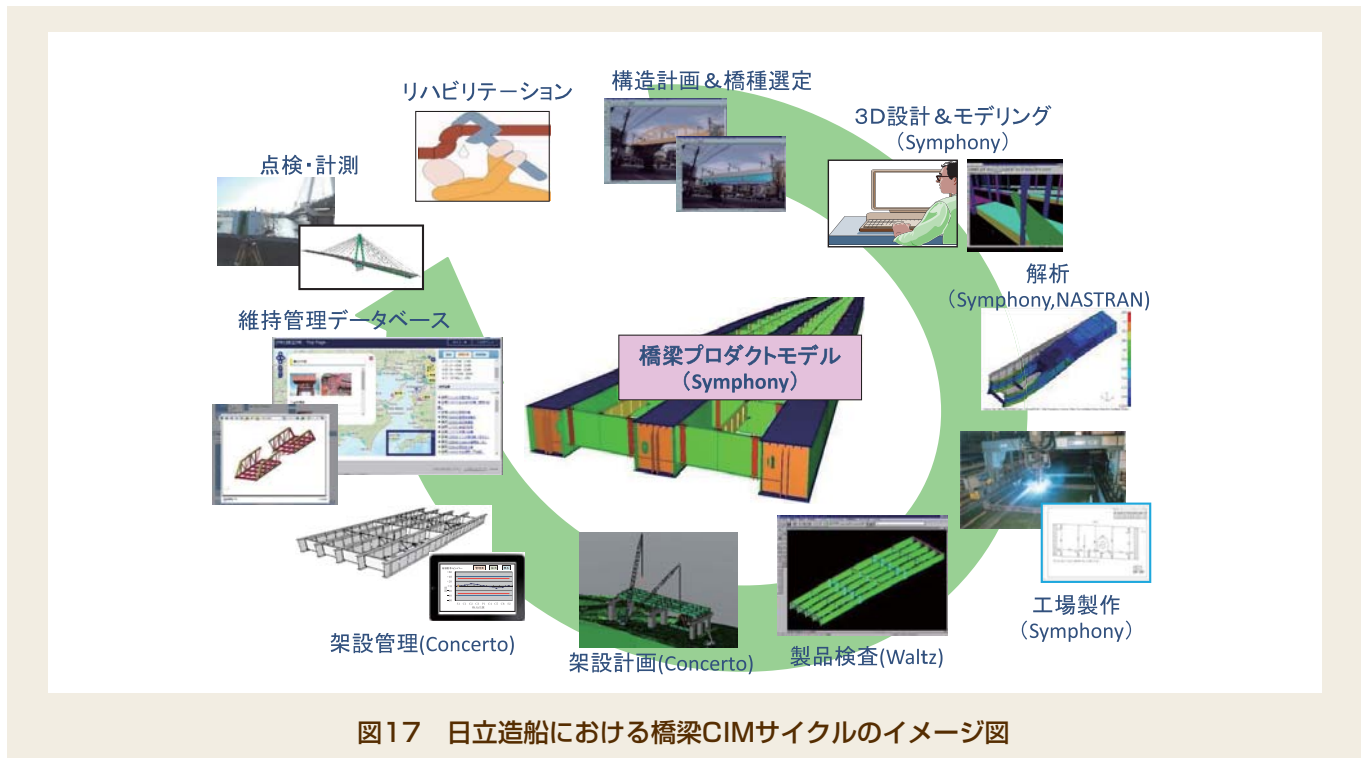 リハビリテーション
構造計画＆橋種選定
3D設計＆モデリング
（Symphony）
点検・計測
解析
（Symphony,NASTRAN）
維持管理データベース
橋梁プロダクトモデル
（Symphony）
工場製作
（Symphony）
架設管理(Concerto)
架設計画(Concerto)
製品検査(Waltz)
図17　日立造船における橋梁CIMサイクルのイメージ図